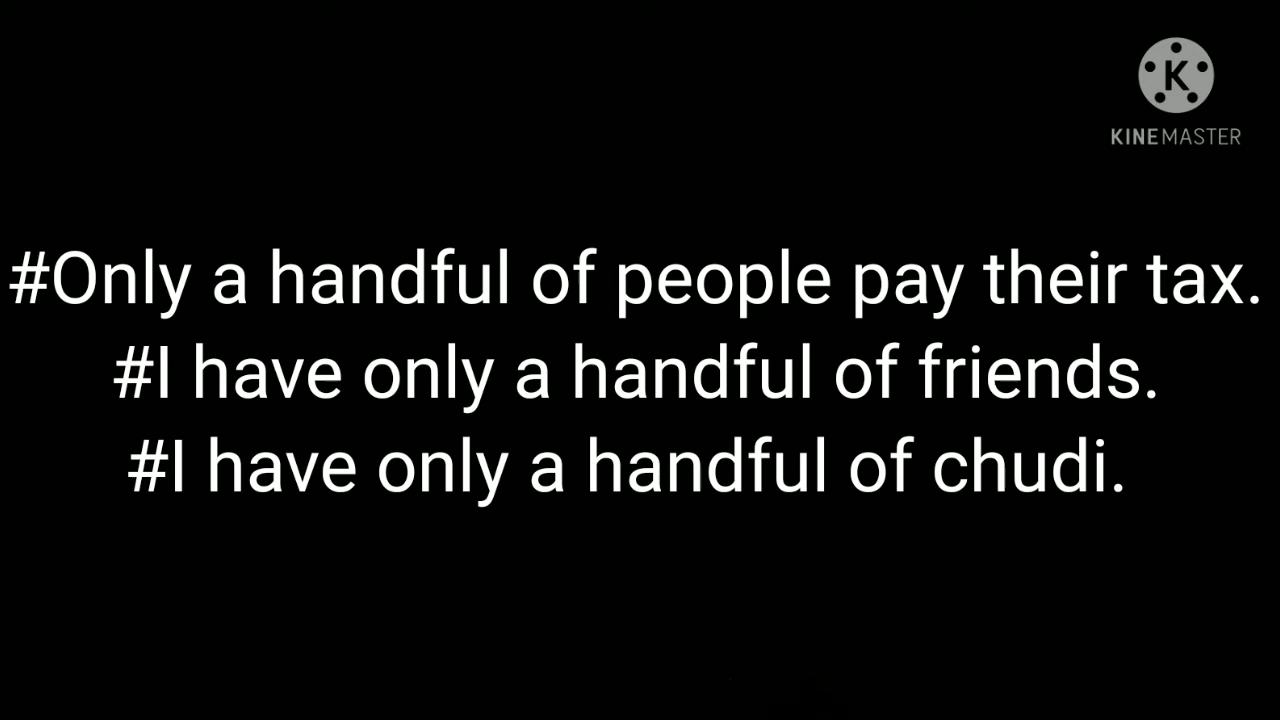 K
KINEMASTER
#Only a handful of people pay their tax.
#I have only a handful of friends.
#I have only a handful of chudi.